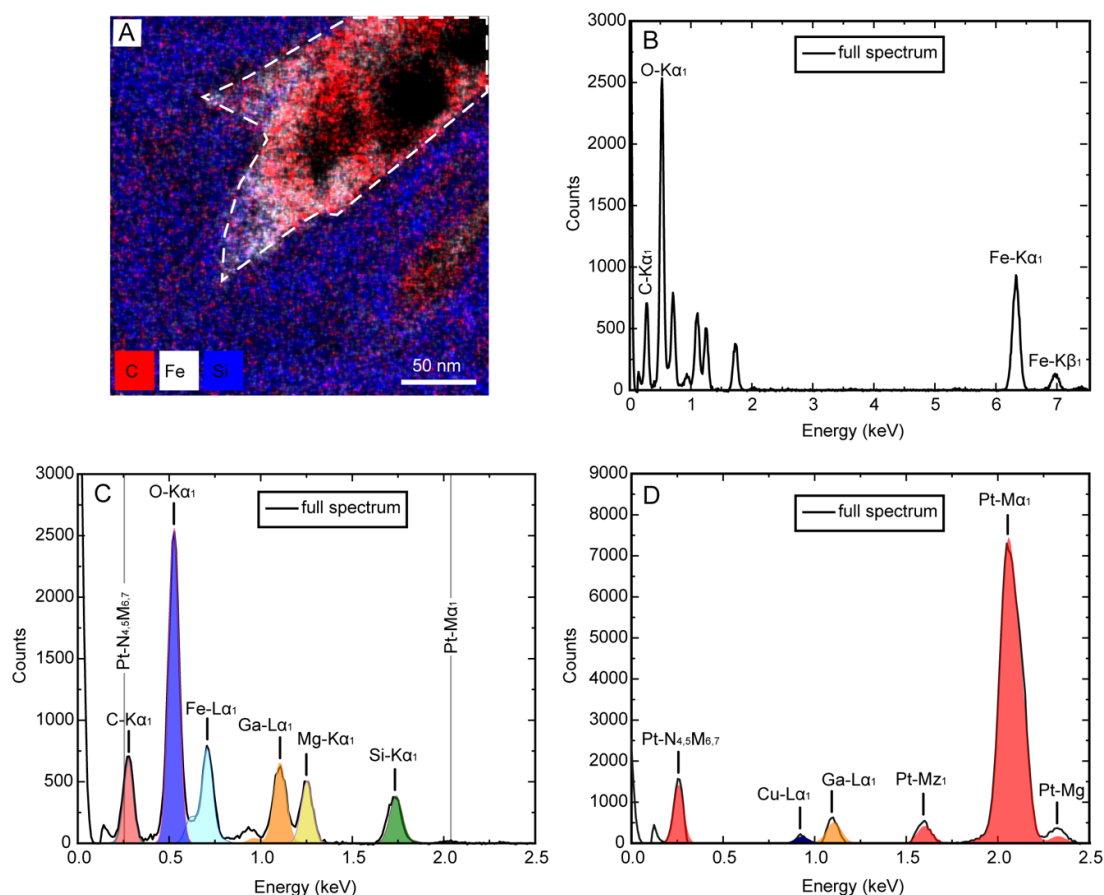 A
C Fe Si
50 nm
B
full spectrum
O-Kα1
C-Kα1
Fe-Kα1
Fe-Kβ1
Counts
3000
2500
2000
1500
1000
500
0
0 1 2 3 4 5 6 7
Energy (keV)
C
full spectrum
O-Kα1
Pt-N4,5M6,7
Pt-Mα1
C-Kα1
Fe-Lα1
Ga-Lα1
Mg-Kα1
Si-Kα1
Counts
3000
2500
2000
1500
1000
500
0
0 0.5 1.0 1.5 2.0 2.5
Energy (keV)
D
full spectrum
Pt-Mα1
Pt-N4,5M6,7
Cu-Lα1
Ga-Lα1
Pt-Mz1
Pt-Mg
Counts
9000
8000
7000
6000
5000
4000
3000
2000
1000
0
0 0.5 1.0 1.5 2.0 2.5
Energy (keV)